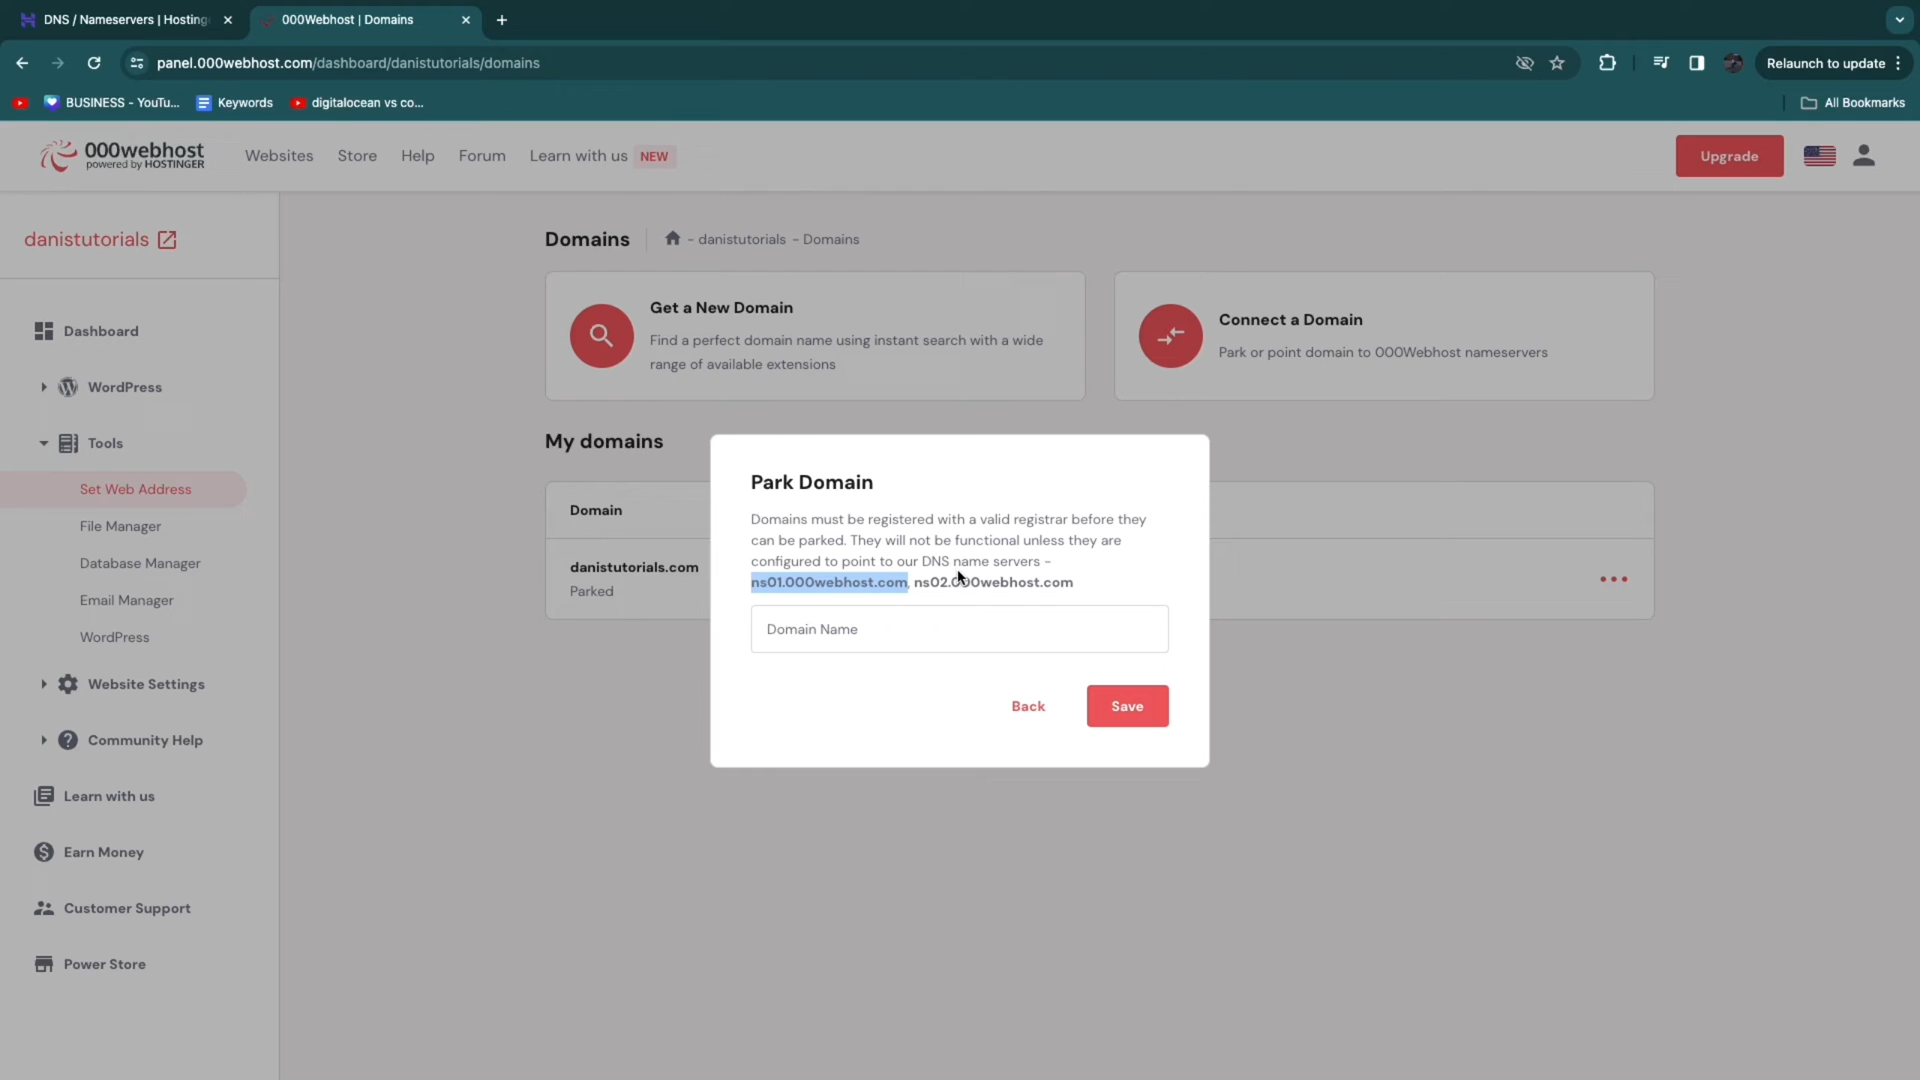 DNS / Nameservers | Hosting
000Webhost | Domains
panel.000webhost.com/dashboard/danistutorials/domains
Relaunch to update
BUSINESS - YouTu...
Keywords
digitalocean vs co...
All Bookmarks
000webhost
powered by HOSTINGER
Websites
Store
Help
Forum
Learn with us NEW
Upgrade
danistutorials
Domains
- danistutorials - Domains
Get a New Domain
Find a perfect domain name using instant search with a wide
range of available extensions
Connect a Domain
Park or point domain to 000Webhost nameservers
Dashboard
WordPress
Tools
Set Web Address
File Manager
Database Manager
Email Manager
WordPress
Website Settings
Community Help
Learn with us
Earn Money
Customer Support
Power Store
My domains
Domain
danistutorials.com
Parked
Park Domain
Domains must be registered with a valid registrar before they
can be parked. They will not be functional unless they are
configured to point to our DNS name servers -
ns01.000webhost.com, ns02.000webhost.com
Domain Name
Back
Save